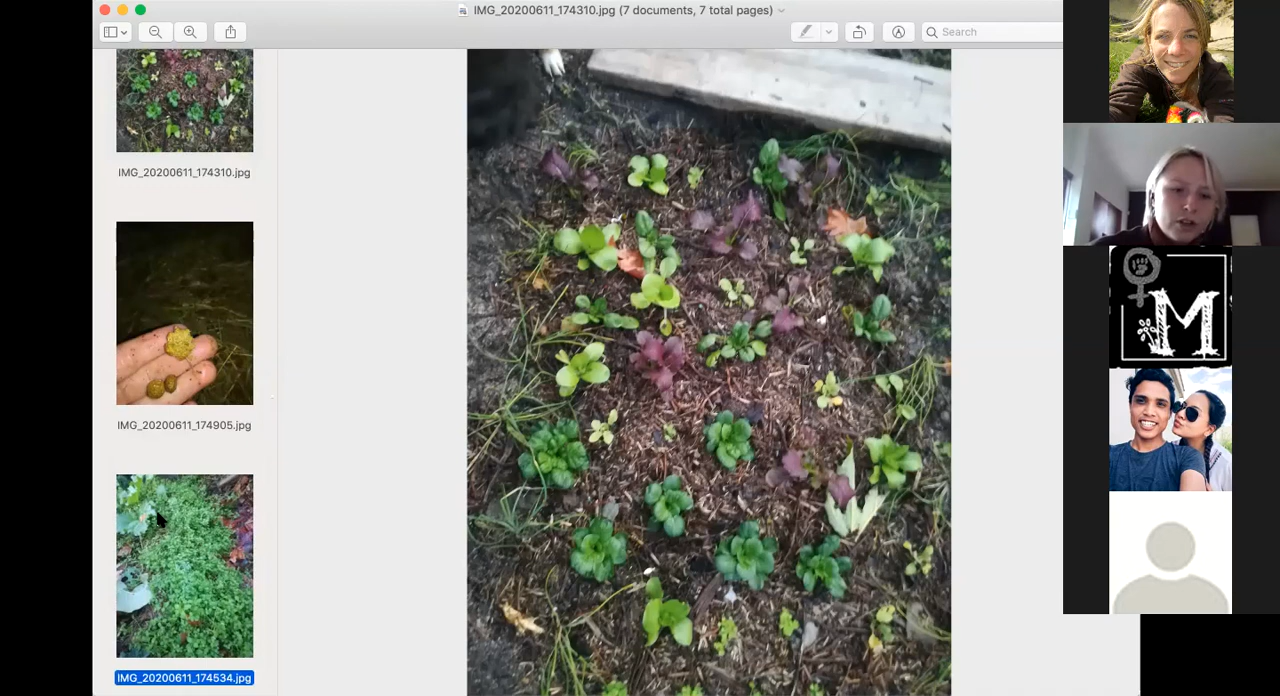 IMG_20200611_174310.jpg (7 documents, 7 total pages)
Search
IMG_20200611_174310.jpg
IMG_20200611_174905.jpg
IMG_20200611_174534.jpg
M